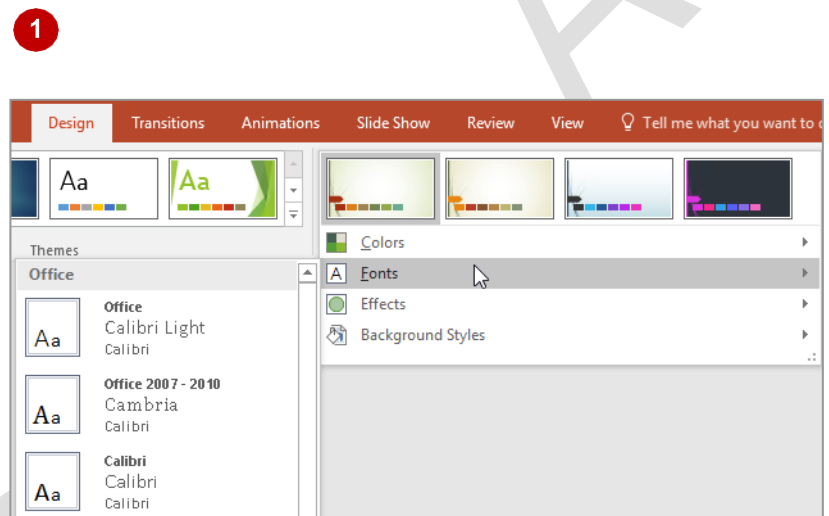 1
Design Transitions Animations Slide Show Review View Tell me what you want to
Aa Aa
Themes
Colors
Office
Fonts
Effects
Background Styles
Aa
Office
Calibri Light
Calibri
Aa
Office 2007 - 2010
Cambria
Calibri
Aa
Calibri
Calibri
Calibri
A